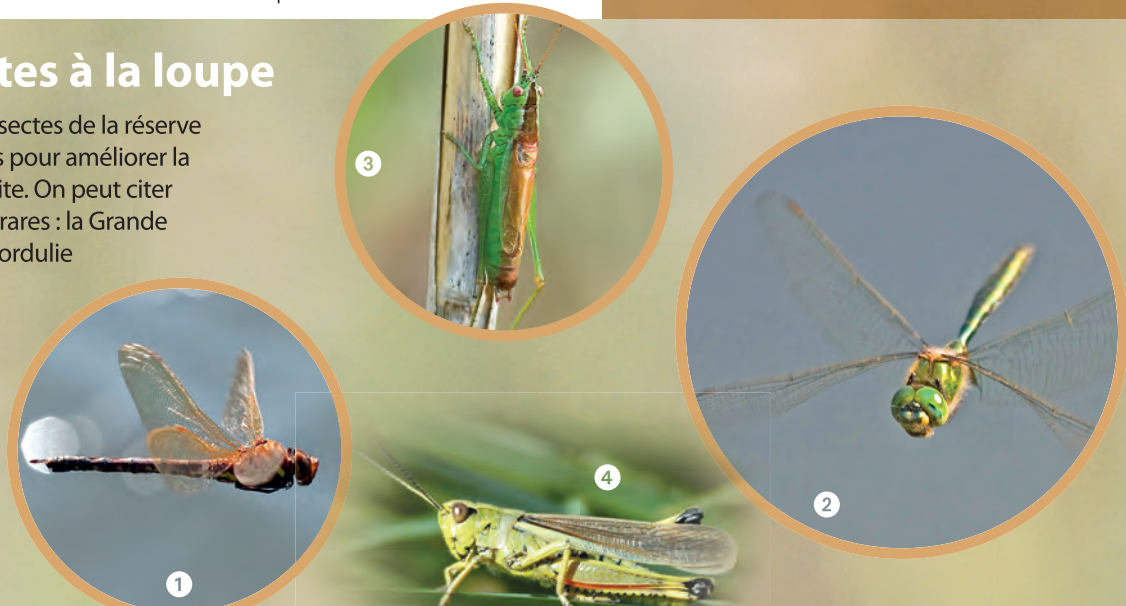 tes à la loupe
sectes de la réserve
s pour améliorer la
ite. On peut citer
rares : la Grande
ordulie
3
4
2
1